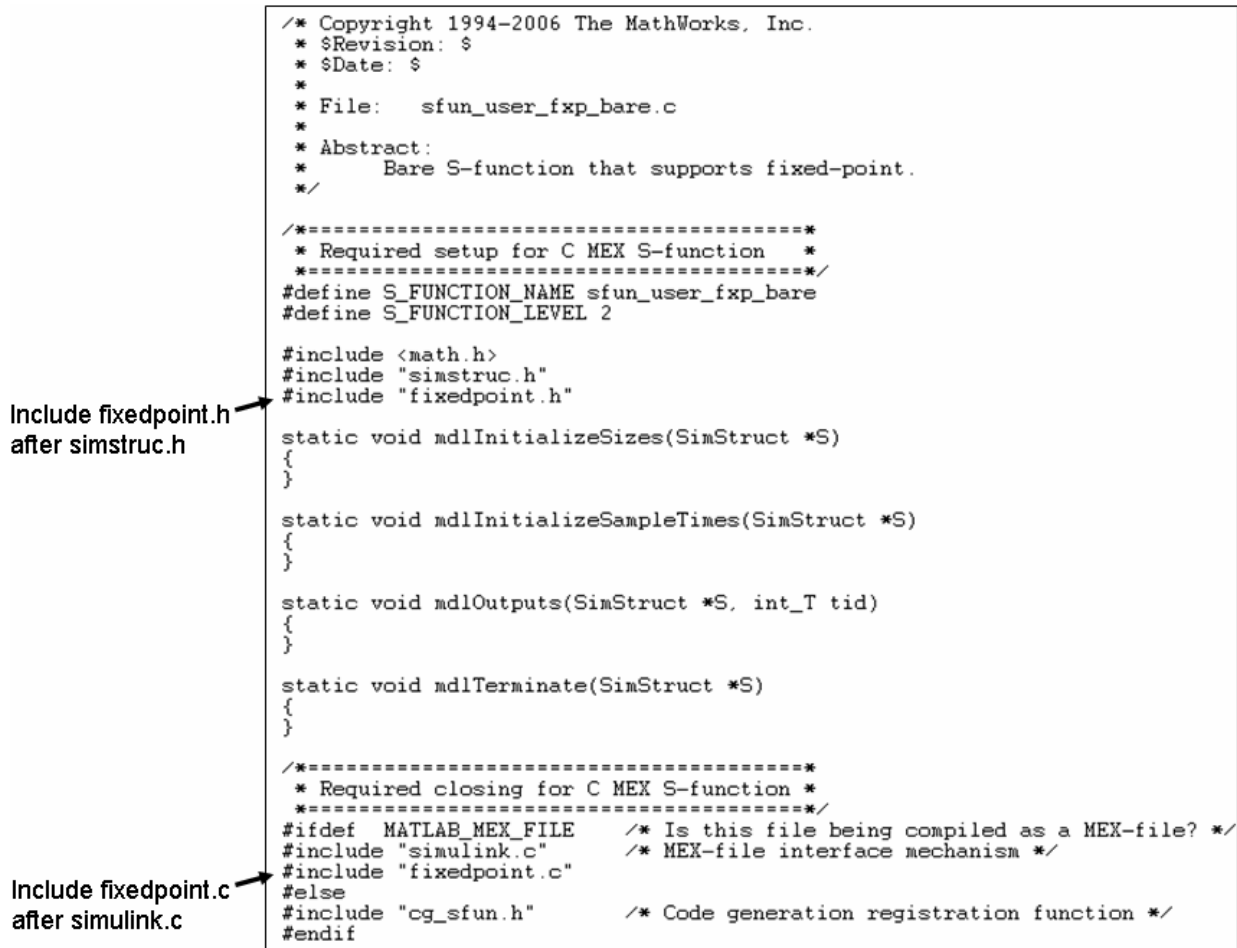 /* Copyright 1994-2006 The MathWorks, Inc.
 * $Revision: $
 * $Date: $
 *
 * File:    sfun_user_fxp_bare.c
 *
 * Abstract:
 *      Bare S-function that supports fixed-point.
 */

/*=======================================*
 * Required setup for C MEX S-function   *
 *=======================================*/
#define S_FUNCTION_NAME sfun_user_fxp_bare
#define S_FUNCTION_LEVEL 2

#include <math.h>
#include "simstruc.h"
#include "fixedpoint.h"
Include fixedpoint.h
after simstruc.h

static void mdlInitializeSizes(SimStruct *S)
{
}

static void mdlInitializeSampleTimes(SimStruct *S)
{
}

static void mdlOutputs(SimStruct *S, int_T tid)
{
}

static void mdlTerminate(SimStruct *S)
{
}

/*=======================================*
 * Required closing for C MEX S-function *
 *=======================================*/
#ifdef  MATLAB_MEX_FILE    /* Is this file being compiled as a MEX-file? */
#include "simulink.c"      /* MEX-file interface mechanism */
#include "fixedpoint.c"
Include fixedpoint.c
after simulink.c
#else
#include "cg_sfun.h"       /* Code generation registration function */
#endif